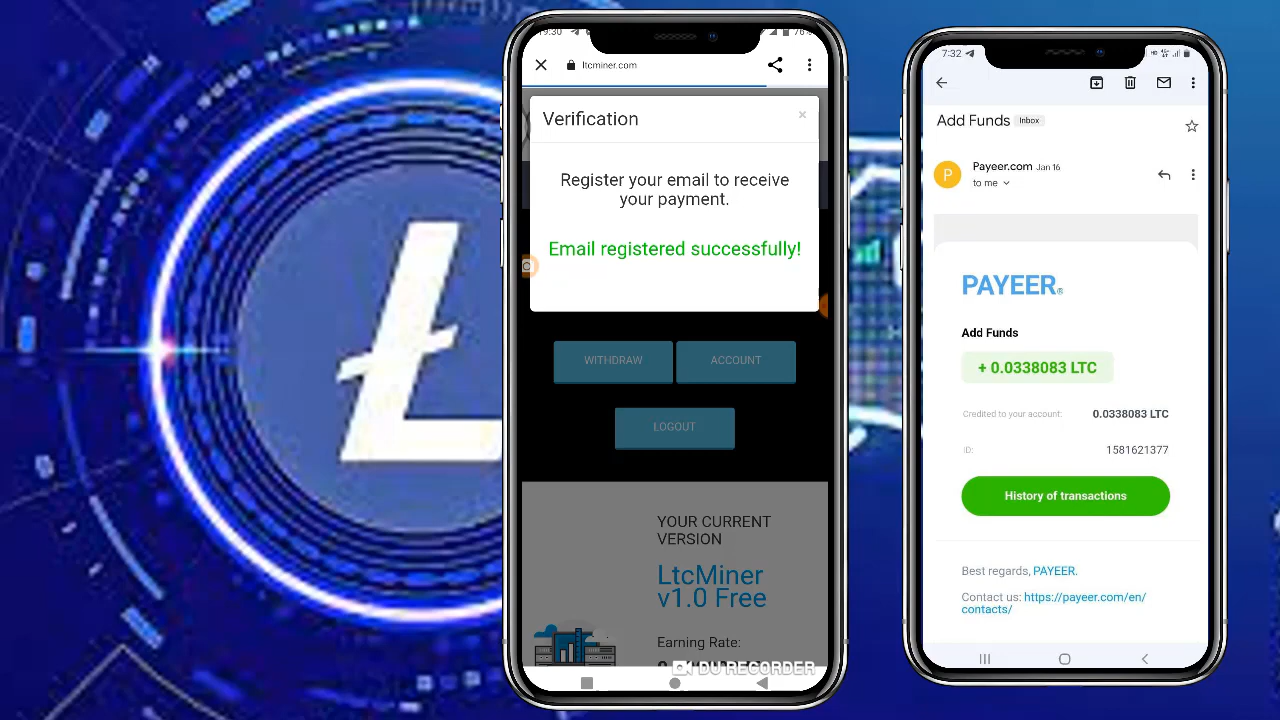 19:30
76%
ltcminer.com
Verification
×
Register your email to receive
your payment.
Email registered successfully!
WITHDRAW
ACCOUNT
LOGOUT
YOUR CURRENT
VERSION
LtcMiner
v1.0 Free
Earning Rate:
DU RECORDER
7:32
Add Funds
Inbox
P
Payeer.com Jan 16
to me
PAYEER®
Add Funds
+ 0.0338083 LTC
Credited to your account:
0.0338083 LTC
ID:
1581621377
History of transactions
Best regards, PAYEER.
Contact us: https://payeer.com/en/
contacts/